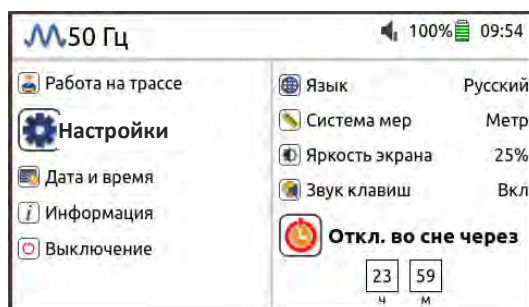 50 Гц
100%
09:54
Работа на трассе
Настройки
Дата и время
i Информация
Выключение
Язык Русский
Система мер Метр
Яркость экрана 25%
Звук клавиш Вкл
Откл. во сне через
23 59
ч м